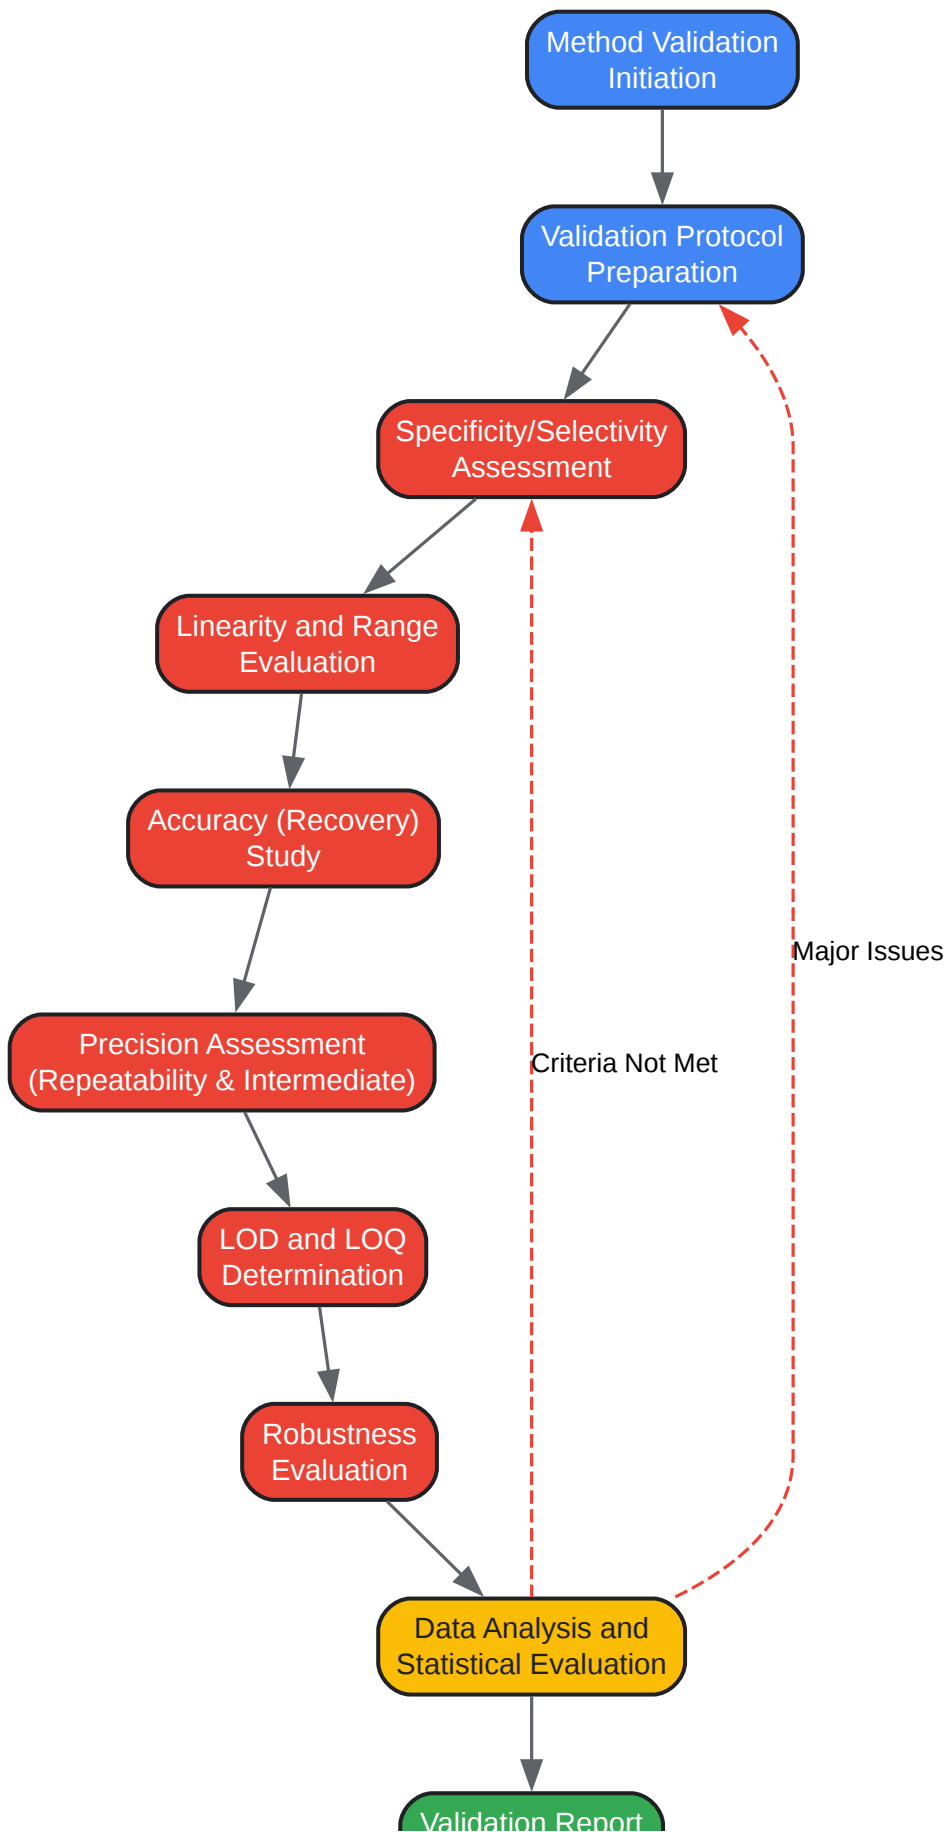 Method Validation
Initiation
Validation Protocol
Preparation
Specificity/Selectivity
Assessment
Linearity and Range
Evaluation
Accuracy (Recovery)
Study
Major Issues
Precision Assessment
(Repeatability & Intermediate)
Criteria Not Met
LOD and LOQ
Determination
Robustness
Evaluation
Data Analysis and
Statistical Evaluation
Validation Report